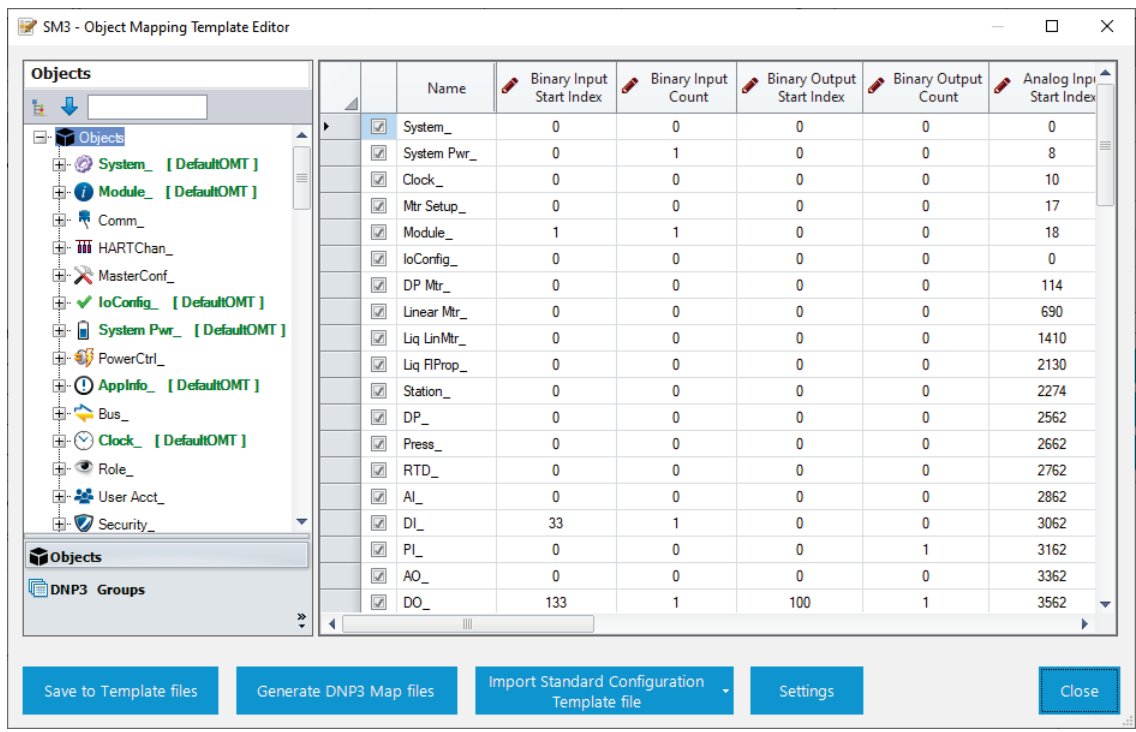 SM3 - Object Mapping Template Editor
Objects
Objects
System_ [ DefaultOMT ]
Module_ [ DefaultOMT ]
Comm_
HARTChan_
MasterConf_
IoConfig_ [ DefaultOMT ]
System Pwr_ [ DefaultOMT ]
PowerCtrl_
AppInfo_ [ DefaultOMT ]
Bus_
Clock_ [ DefaultOMT ]
Role_
User Acct_
Security_
Objects
DNP3 Groups
Name Binary Input Start Index Binary Input Count Binary Output Start Index Binary Output Count Analog Start Index
System_ 0 0 0 0 0
System Pwr_ 0 1 0 0 8
Clock_ 0 0 0 0 10
Mtr Setup_ 0 0 0 0 17
Module_ 1 1 0 0 18
IoConfig_ 0 0 0 0 0
DP Mtr_ 0 0 0 0 114
Linear Mtr_ 0 0 0 0 690
Liq LinMtr_ 0 0 0 0 1410
Liq FlProp_ 0 0 0 0 2130
Station_ 0 0 0 0 2274
DP_ 0 0 0 0 2562
Press_ 0 0 0 0 2662
RTD_ 0 0 0 0 2762
AI_ 0 0 0 0 2862
DI_ 33 1 0 0 3062
PI_ 0 0 0 1 3162
AO_ 0 0 0 0 3362
DO_ 133 1 100 1 3562
Save to Template files
Generate DNP3 Map files
Import Standard Configuration
Template file
Settings
Close